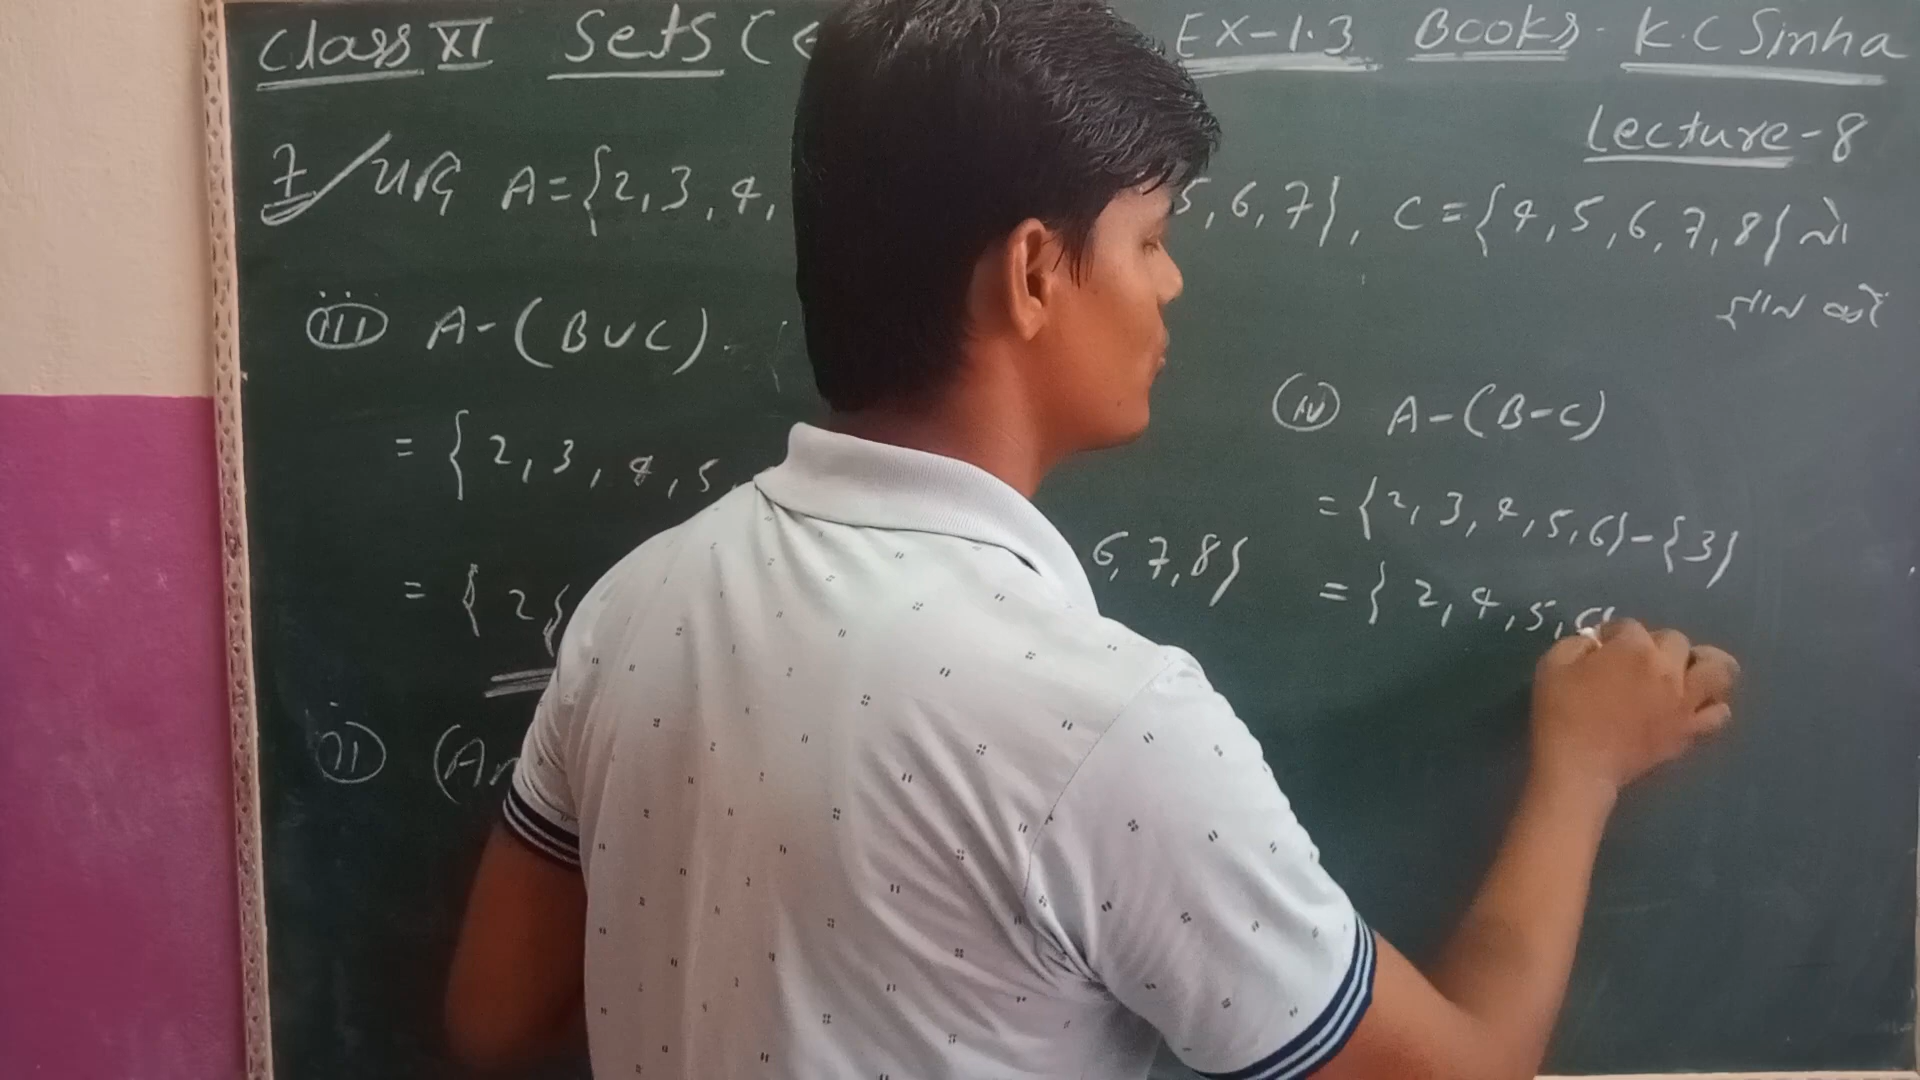 Class XI Sets ( EX-1.3 Books- K.C Sinha
Lecture-8
7/ यदि A={2,3,4, 5,6,7}, C={4,5,6,7,8} तो
ज्ञात करें
(iii) A-(B∪C).
={2,3,4,5,
6,7,8}
={2}
(iv) A-(B-C)
={2,3,4,5,6}-{3}
={2,4,5,6
(ii) (A∩